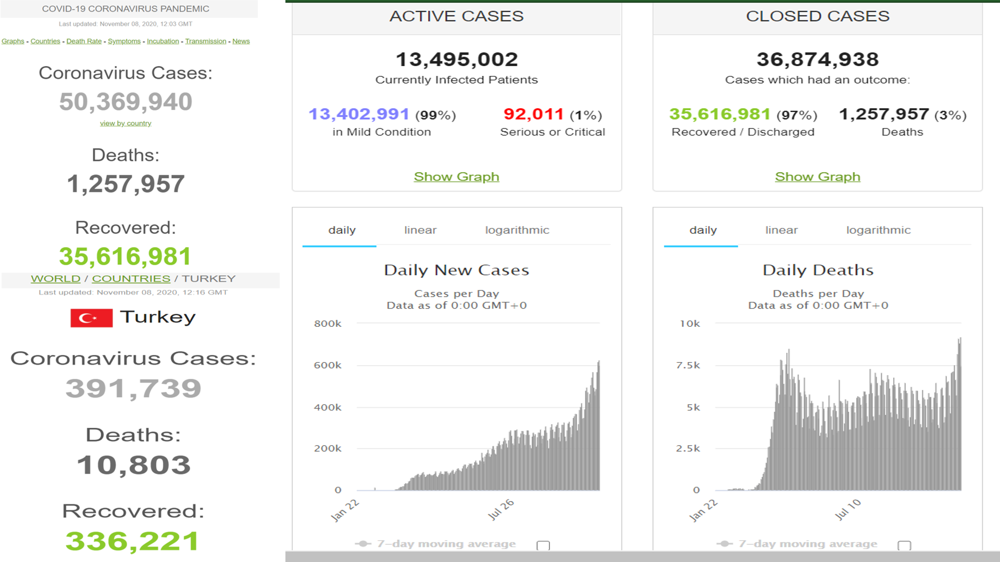 COVID-19 CORONAVIRUS PANDEMIC
Last updated: November 08, 2020, 12:03 GMT
Graphs - Countries - Death Rate - Symptoms - Incubation - Transmission - News
Coronavirus Cases:
50,369,940
view by country
Deaths:
1,257,957
Recovered:
35,616,981
WORLD / COUNTRIES / TURKEY
Last updated: November 08, 2020, 12:16 GMT
Turkey
Coronavirus Cases:
391,739
Deaths:
10,803
Recovered:
336,221
ACTIVE CASES
13,495,002
Currently Infected Patients
13,402,991 (99%) 92,011 (1%)
in Mild Condition Serious or Critical
Show Graph
daily linear logarithmic
Daily New Cases
Cases per Day
Data as of 0:00 GMT+0
800k
600k
400k
200k
0
Jan 22 Jul 26
7-day moving average
CLOSED CASES
36,874,938
Cases which had an outcome:
35,616,981 (97%) 1,257,957 (3%)
Recovered / Discharged Deaths
Show Graph
daily linear logarithmic
Daily Deaths
Deaths per Day
Data as of 0:00 GMT+0
10k
7.5k
5k
2.5k
0
Jan 22 Jul 10
7-day moving average